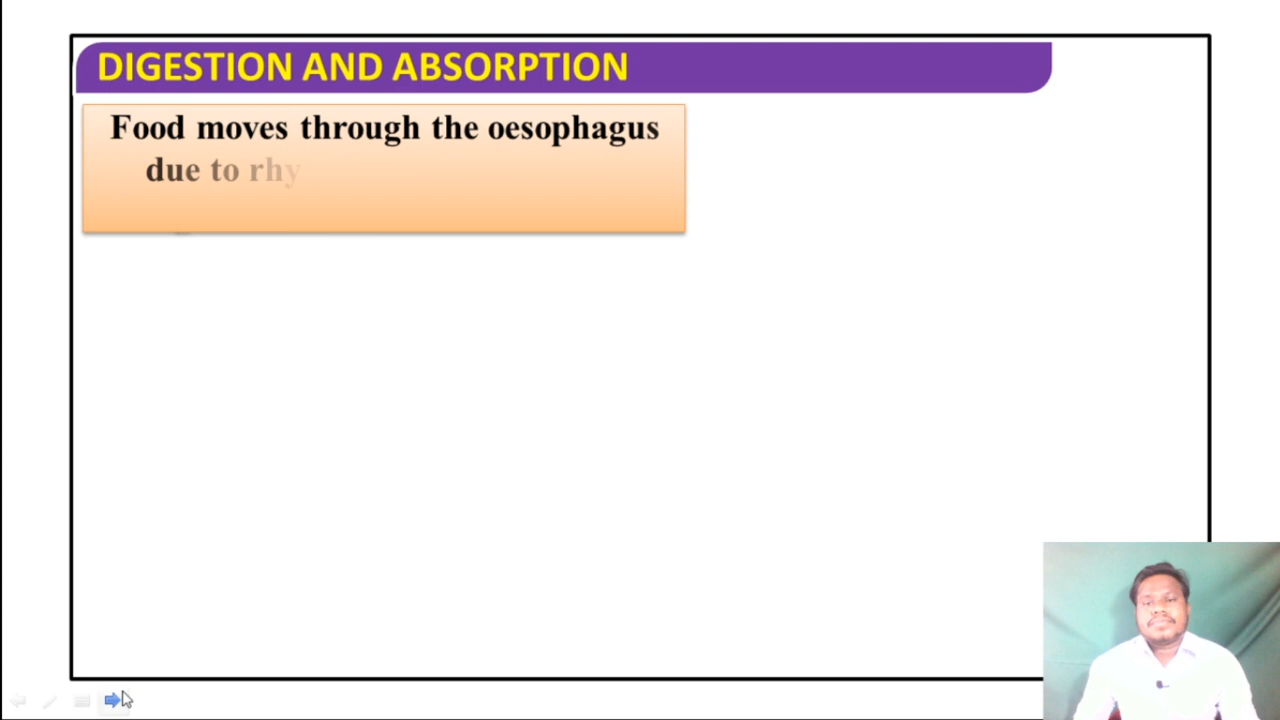 DIGESTION AND ABSORPTION
Food moves through the oesophagus
due to rhy